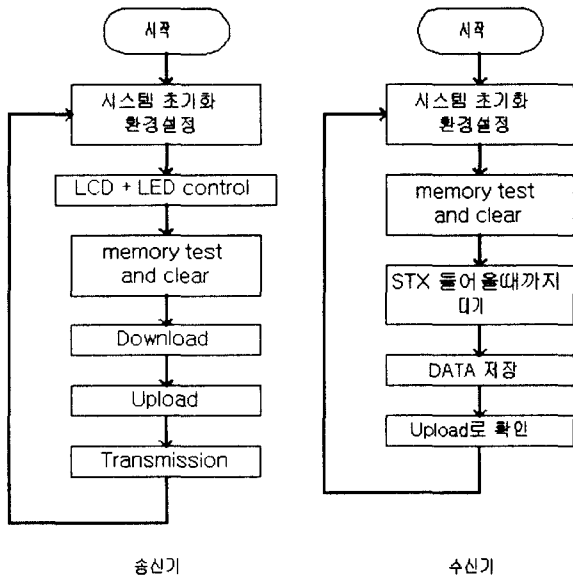 시작
시스템 초기화
환경설정
LCD + LED control
memory test
and clear
Download
Upload
Transmission
송신기
시작
시스템 초기화
환경설정
memory test
and clear
STX 들어올때까지
대기
DATA 저장
Upload로 확인
수신기